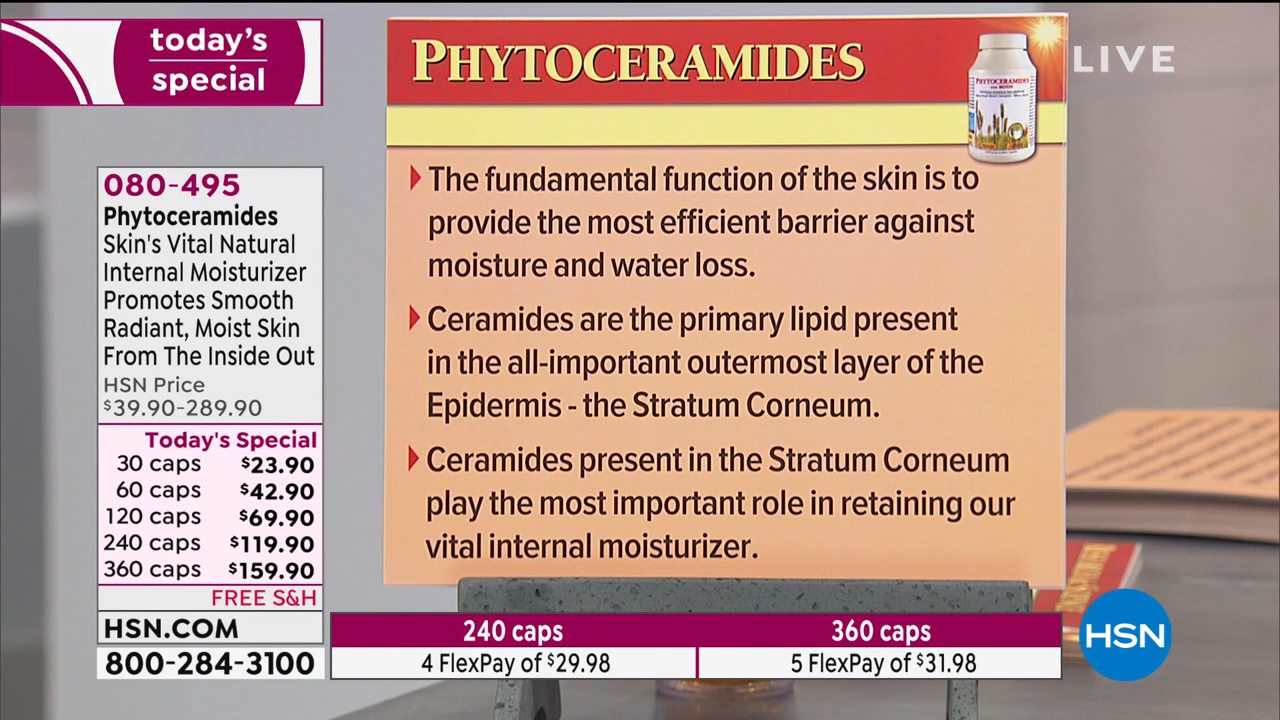 today's
special
LIVE
PHYTOCERAMIDES
PHYTOCERAMIDES
The fundamental function of the skin is to
provide the most efficient barrier against
moisture and water loss.
Ceramides are the primary lipid present
in the all-important outermost layer of the
Epidermis - the Stratum Corneum.
Ceramides present in the Stratum Corneum
play the most important role in retaining our
vital internal moisturizer.
080-495
Phytoceramides
Skin's Vital Natural
Internal Moisturizer
Promotes Smooth
Radiant, Moist Skin
From The Inside Out
HSN Price
$39.90-289.90
Today's Special
30 caps $23.90
60 caps $42.90
120 caps $69.90
240 caps $119.90
360 caps $159.90
FREE S&H
HSN.COM
800-284-3100
240 caps 360 caps
4 FlexPay of $29.98 5 FlexPay of $31.98
HSN